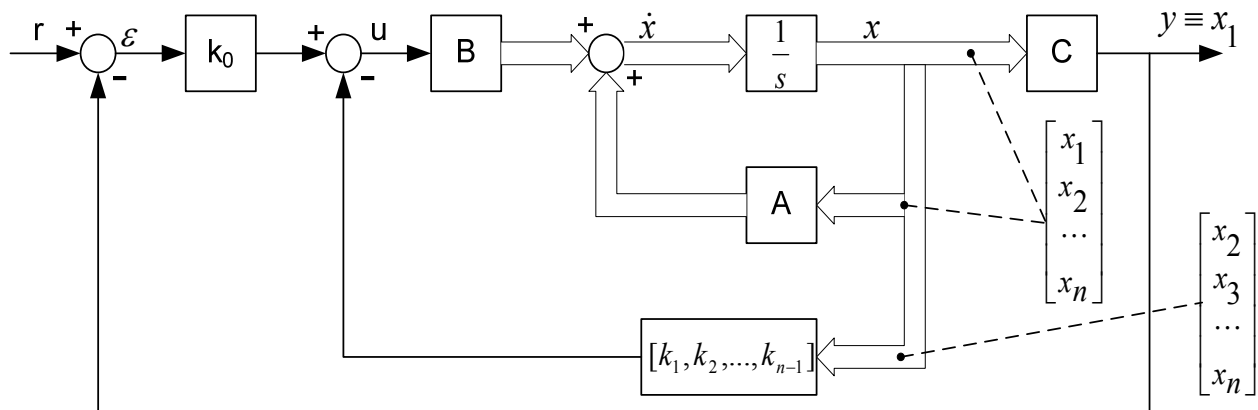 r + ε k₀ + u B + ẋ 1/s x C y ≡ x₁
- - +
A
[x₁ x₂ ... xₙ]
[k₁, k₂, ..., kₙ₋₁]
[x₂ x₃ ... xₙ]